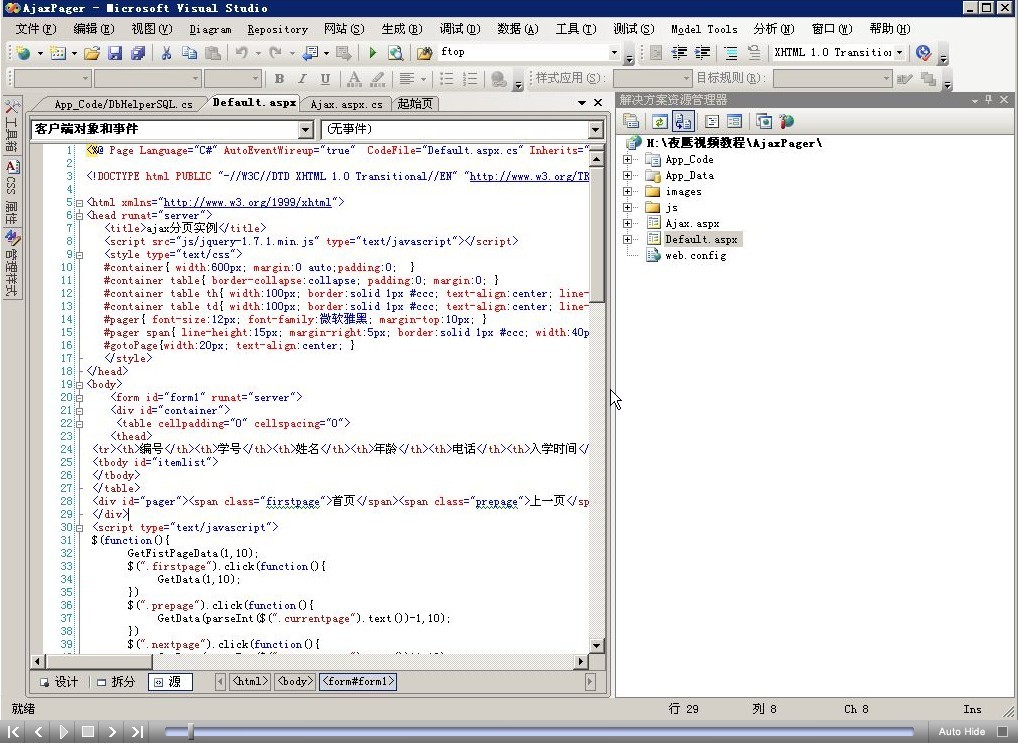 AjaxPager - Microsoft Visual Studio
文件(F) 编辑(E) 视图(V) Diagram Repository 网站(S) 生成(B) 调试(D) 数据(A) 工具(T) 测试(S) Model Tools 分析(N) 窗口(W) 帮助(H)
ftop XHTML 1.0 Transition
B I U A 样式应用(S): 目标规则(R):
工具箱
CSS 属性
管理样式
App_Code/DbHelperSQL.cs Default.aspx Ajax.aspx.cs 起始页
客户端对象和事件 (无事件)
1 <%@ Page Language="C#" AutoEventWireup="true" CodeFile="Default.aspx.cs" Inherits="
2
3 <!DOCTYPE html PUBLIC "-//W3C//DTD XHTML 1.0 Transitional//EN" "http://www.w3.org/TR
4
5 <html xmlns="http://www.w3.org/1999/xhtml">
6 <head runat="server">
7 <title>ajax分页实例</title>
8 <script src="js/jquery-1.7.1.min.js" type="text/javascript"></script>
9 <style type="text/css">
10 #container{ width:600px; margin:0 auto;padding:0; }
11 #container table{ border-collapse:collapse; padding:0; margin:0; }
12 #container table th{ width:100px; border:solid 1px #ccc; text-align:center; line-
13 #container table td{ width:100px; border:solid 1px #ccc; text-align:center; line-
14 #pager{ font-size:12px; font-family:微软雅黑; margin-top:10px; }
15 #pager span{ line-height:15px; margin-right:5px; border:solid 1px #ccc; width:40p
16 #gotoPage{width:20px; text-align:center; }
17 </style>
18 </head>
19 <body>
20 <form id="form1" runat="server">
21 <div id="container">
22 <table cellpadding="0" cellspacing="0">
23 <thead>
24 <tr><th>编号</th><th>学号</th><th>姓名</th><th>年龄</th><th>电话</th><th>入学时间</
25 <tbody id="itemlist">
26 </tbody>
27 </table>
28 <div id="pager"><span class="firstpage">首页</span><span class="prepage">上一页</sp
29 </div>
30 <script type="text/javascript">
31 $(function(){
32 GetFistPageData(1,10);
33 $(".firstpage").click(function(){
34 GetData(1,10);
35 })
36 $(".prepage").click(function(){
37 GetData(parseInt($(".currentpage").text())-1,10);
38 })
39 $(".nextpage").click(function(){
设计 拆分 源 <html> <body> <form#form1>
解决方案资源管理器
H:\夜鹰视频教程\AjaxPager\
App_Code
App_Data
images
js
Ajax.aspx
Default.aspx
web.config
就绪 行 29 列 8 Ch 8 Ins
Auto Hide